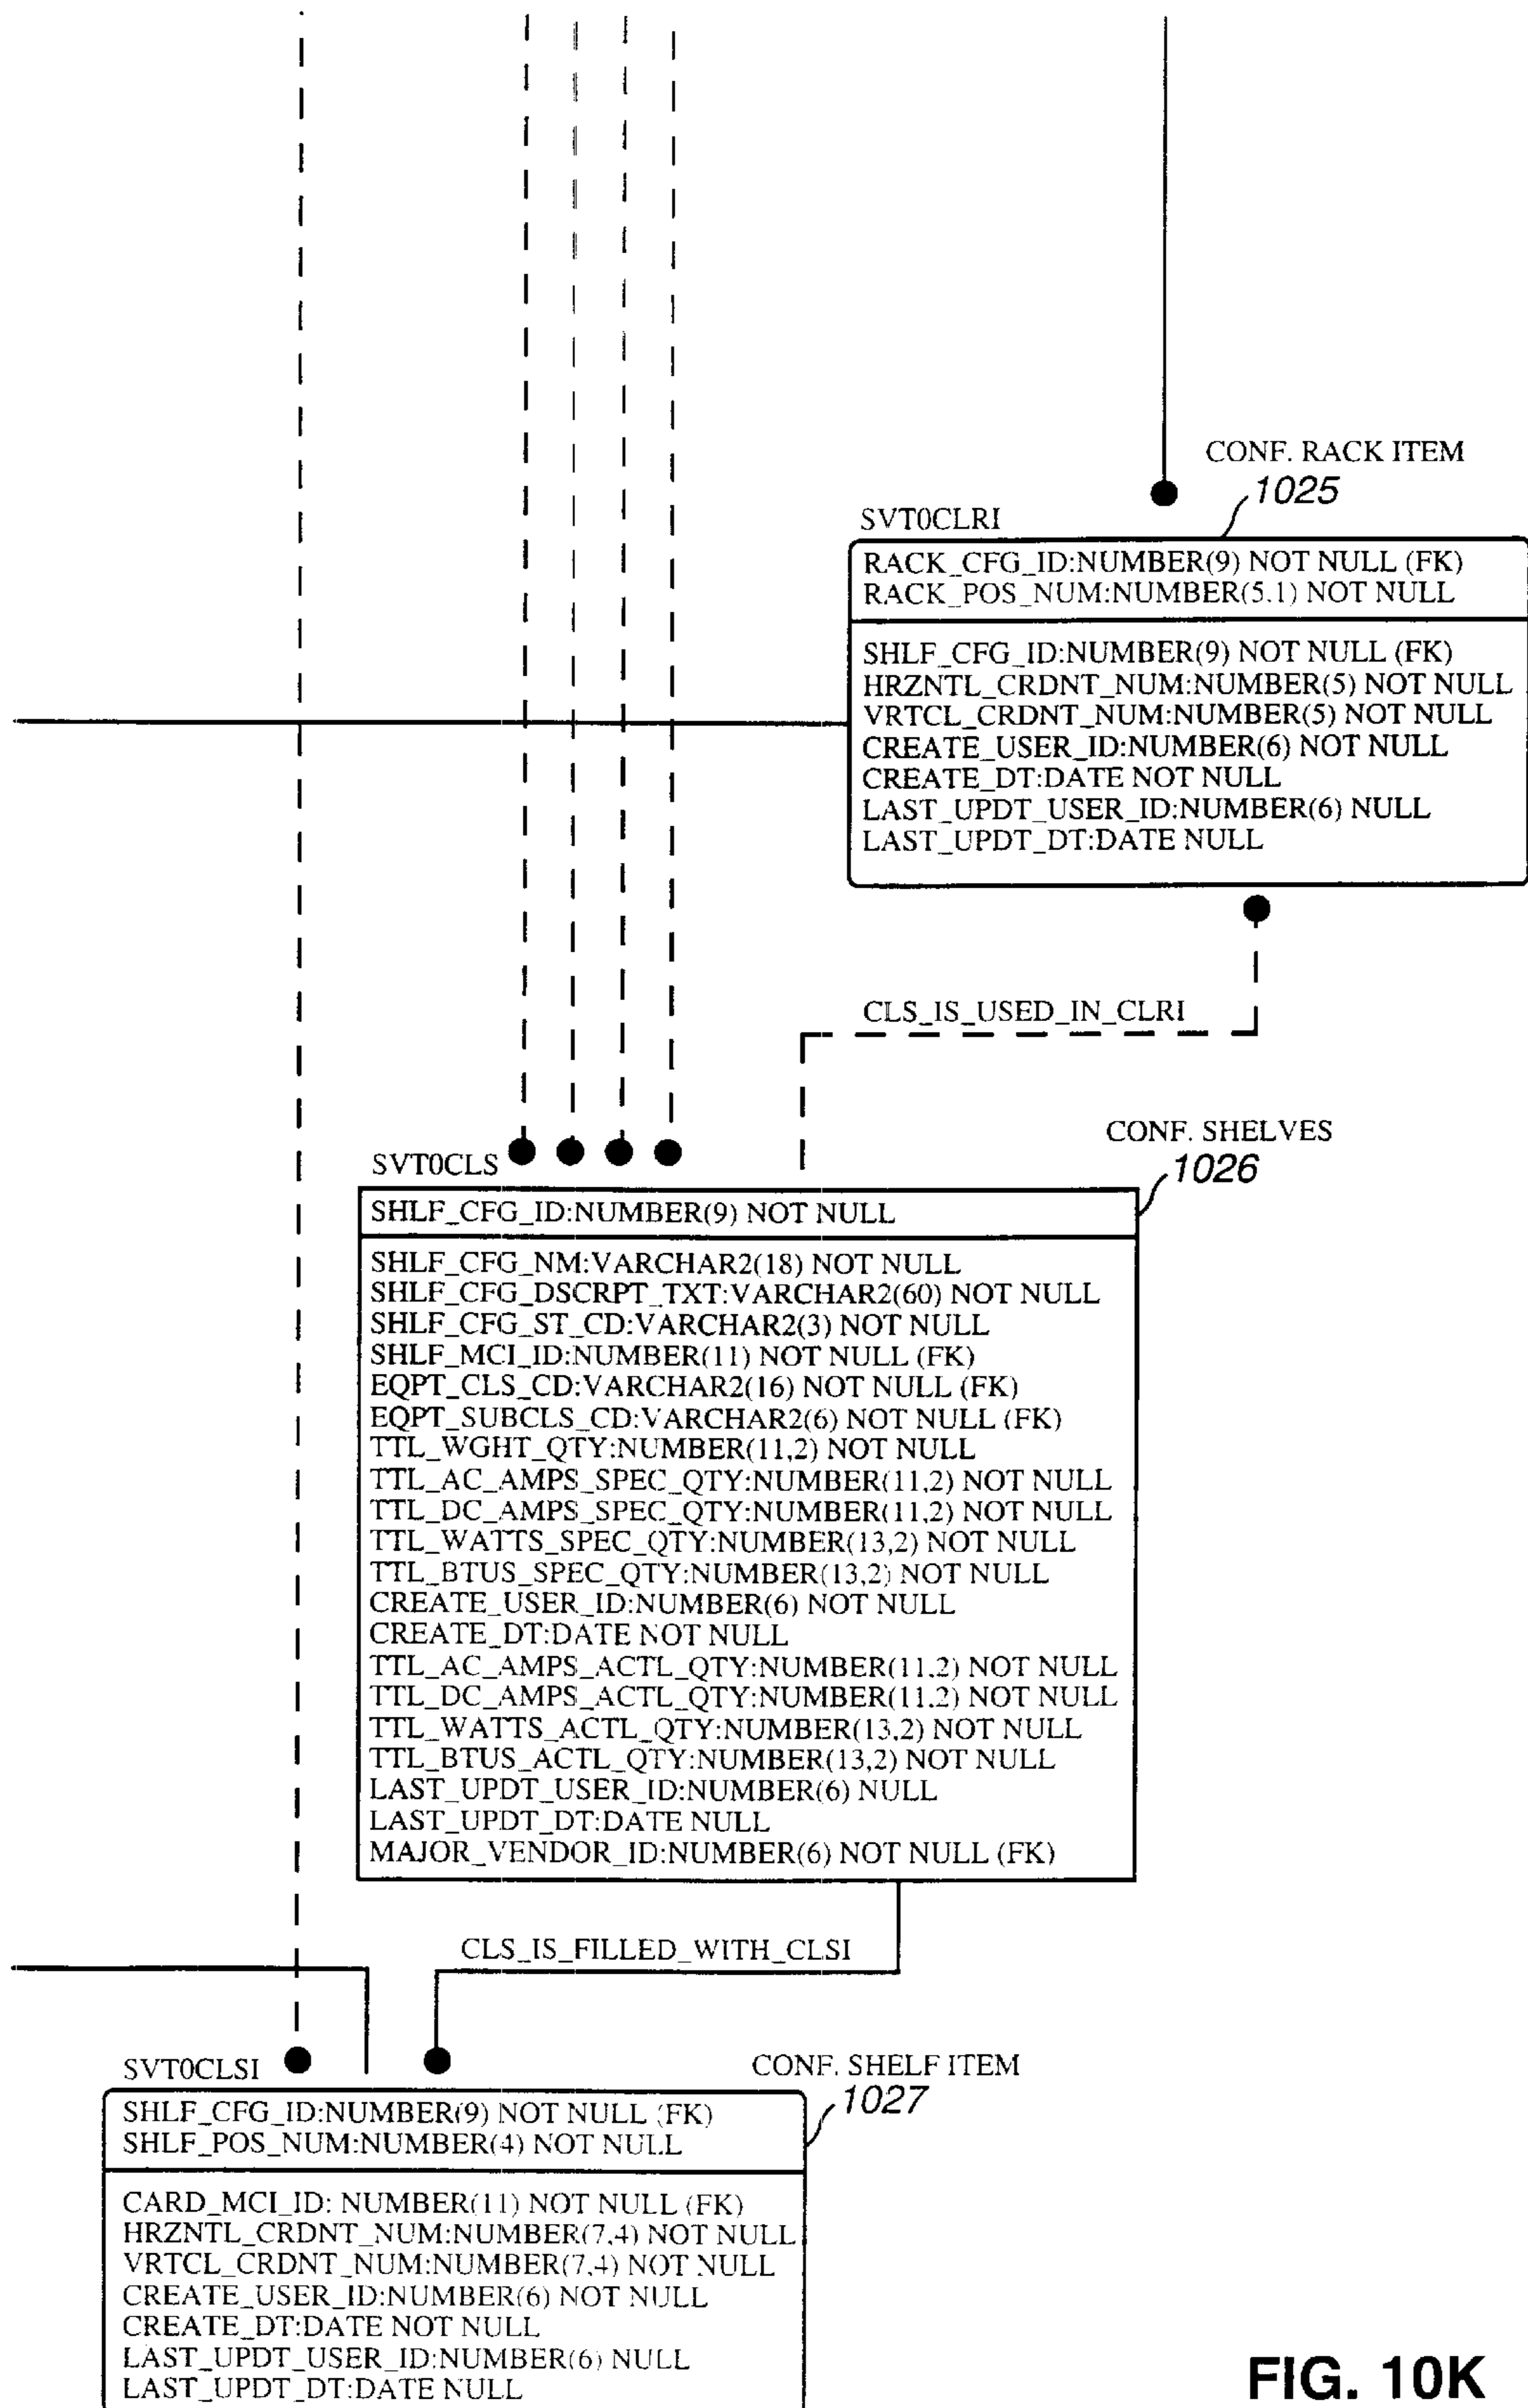 CONF. RACK ITEM
1025
SVT0CLRI
RACK_CFG_ID:NUMBER(9) NOT NULL (FK)
RACK_POS_NUM:NUMBER(5,1) NOT NULL
SHLF_CFG_ID:NUMBER(9) NOT NULL (FK)
HRZNTL_CRDNT_NUM:NUMBER(5) NOT NULL
VRTCL_CRDNT_NUM:NUMBER(5) NOT NULL
CREATE_USER_ID:NUMBER(6) NOT NULL
CREATE_DT:DATE NOT NULL
LAST_UPDT_USER_ID:NUMBER(6) NULL
LAST_UPDT_DT:DATE NULL
CLS_IS_USED_IN_CLRI
CONF. SHELVES
1026
SVT0CLS
SHLF_CFG_ID:NUMBER(9) NOT NULL
SHLF_CFG_NM:VARCHAR2(18) NOT NULL
SHLF_CFG_DSCRPT_TXT:VARCHAR2(60) NOT NULL
SHLF_CFG_ST_CD:VARCHAR2(3) NOT NULL
SHLF_MCI_ID:NUMBER(11) NOT NULL (FK)
EQPT_CLS_CD:VARCHAR2(16) NOT NULL (FK)
EQPT_SUBCLS_CD:VARCHAR2(6) NOT NULL (FK)
TTL_WGHT_QTY:NUMBER(11,2) NOT NULL
TTL_AC_AMPS_SPEC_QTY:NUMBER(11,2) NOT NULL
TTL_DC_AMPS_SPEC_QTY:NUMBER(11,2) NOT NULL
TTL_WATTS_SPEC_QTY:NUMBER(13,2) NOT NULL
TTL_BTUS_SPEC_QTY:NUMBER(13,2) NOT NULL
CREATE_USER_ID:NUMBER(6) NOT NULL
CREATE_DT:DATE NOT NULL
TTL_AC_AMPS_ACTL_QTY:NUMBER(11,2) NOT NULL
TTL_DC_AMPS_ACTL_QTY:NUMBER(11,2) NOT NULL
TTL_WATTS_ACTL_QTY:NUMBER(13,2) NOT NULL
TTL_BTUS_ACTL_QTY:NUMBER(13,2) NOT NULL
LAST_UPDT_USER_ID:NUMBER(6) NULL
LAST_UPDT_DT:DATE NULL
MAJOR_VENDOR_ID:NUMBER(6) NOT NULL (FK)
CLS_IS_FILLED_WITH_CLSI
SVT0CLSI
CONF. SHELF ITEM
1027
SHLF_CFG_ID:NUMBER(9) NOT NULL (FK)
SHLF_POS_NUM:NUMBER(4) NOT NULL
CARD_MCI_ID: NUMBER(11) NOT NULL (FK)
HRZNTL_CRDNT_NUM:NUMBER(7,4) NOT NULL
VRTCL_CRDNT_NUM:NUMBER(7,4) NOT NULL
CREATE_USER_ID:NUMBER(6) NOT NULL
CREATE_DT:DATE NOT NULL
LAST_UPDT_USER_ID:NUMBER(6) NULL
LAST_UPDT_DT:DATE NULL
FIG. 10K